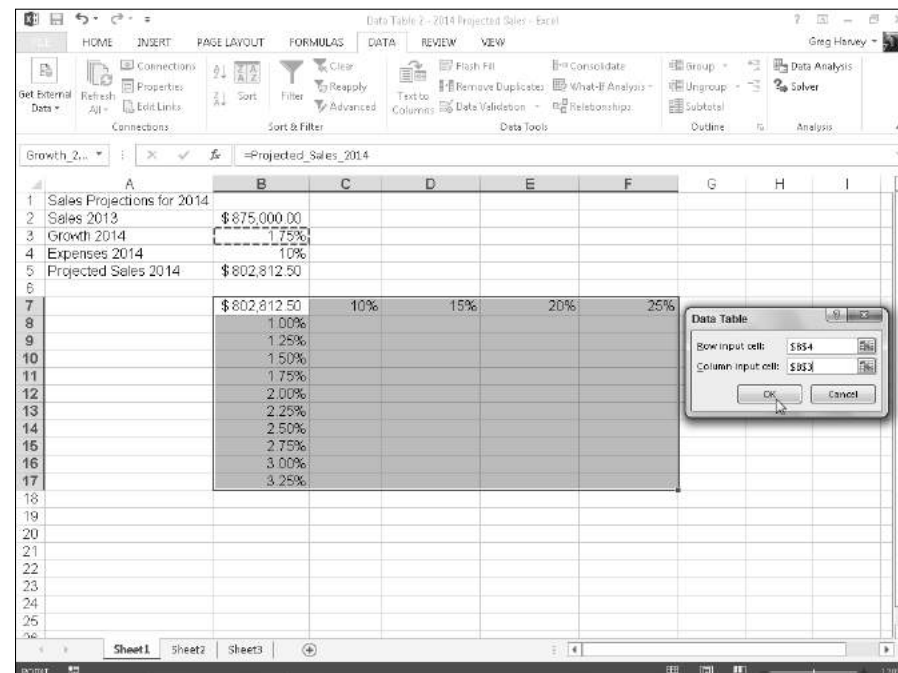 Data Table 2 - 2014 Projected Sales - Excel
HOME INSERT PAGE LAYOUT FORMULAS DATA REVIEW VIEW Greg Harvey
Get External Data
Refresh All
Connections
Properties
Edit Links
Connections
Sort
Filter
Clear
Reapply
Advanced
Sort & Filter
Text to Columns
Flash Fill
Remove Duplicates
Data Validation
Consolidate
What-If Analysis
Relationships
Data Tools
Group
Ungroup
Subtotal
Outline
Data Analysis
Solver
Analysis
Growth_2... fx =Projected_Sales_2014
A B C D E F G H I
1 Sales Projections for 2014
2 Sales 2013 $875,000.00
3 Growth 2014 1.75%
4 Expenses 2014 10%
5 Projected Sales 2014 $802,812.50
6
7 $802,812.50 10% 15% 20% 25%
8 1.00%
9 1.25%
10 1.50%
11 1.75%
12 2.00%
13 2.25%
14 2.50%
15 2.75%
16 3.00%
17 3.25%
18
19
20
21
22
23
24
25
26
Data Table
Row input cell: $B$4
Column input cell: $B$3
OK Cancel
Sheet1 Sheet2 Sheet3
POINT